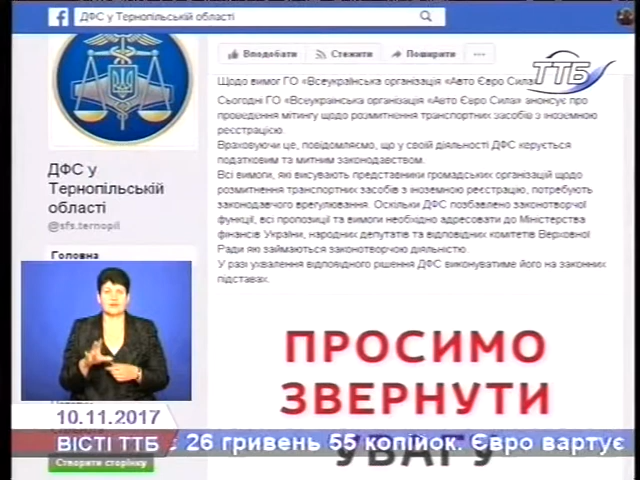 ДФС у Тернопільській області
Вподобати
Стежити
Поширити
ТТБ
Щодо вимог ГО «Всеукраїнська організація «Авто Євро Сила»
Сьогодні ГО «Всеукраїнська організація «Авто Євро Сила» анонсує про
проведення мітингу щодо розмитнення транспортних засобів з іноземною
реєстрацією.
Враховуючи це, повідомляємо, що у своїй діяльності ДФС керується
податковим та митним законодавством.
Всі вимоги, які висувають представники громадських організацій щодо
розмитнення транспортних засобів з іноземною реєстрацію, потребують
законодавчого врегулювання. Оскільки ДФС позбавлено законотворчої
функції, всі пропозиції та вимоги необхідно адресовати до Міністерства
фінансів України, народних депутатів та відповідних комітетів Верховної
Ради які займаються законотворчою діяльністю.
У разі ухвалення відповідного рішення ДФС виконуватиме його на законних
підставах.
ДФС у
Тернопільській
області
@sfs.ternopil
Головна
ПРОСИМО
ЗВЕРНУТИ
УВАГУ
10.11.2017
ВІСТІ ТТБ є 26 гривень 55 копійок. Євро вартує
Створити сторінку